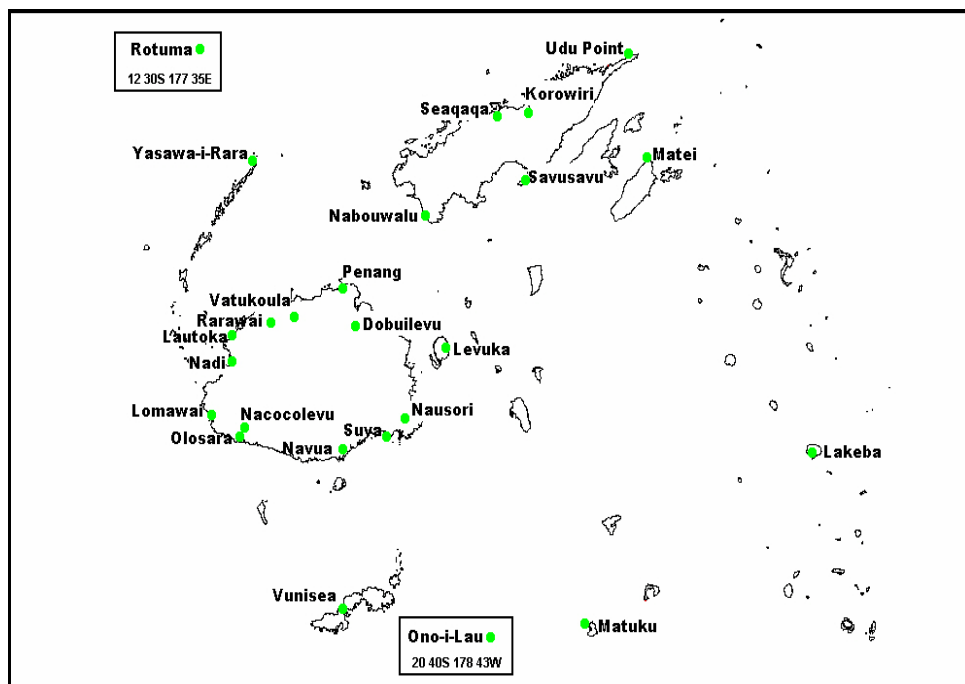 Rotuma
12 30S 177 35E
Udu Point
Korowiri
Seaqaqa
Yasawa-i-Rara
Matei
Savusavu
Nabouwalu
Penang
Vatukoula
Rarawai
Dobuilevu
Lautoka
Levuka
Nadi
Lomawai
Nacocolevu
Nausori
Suva
Olosara
Navua
Lakeba
Vunisea
Matuku
Ono-i-Lau
20 40S 178 43W